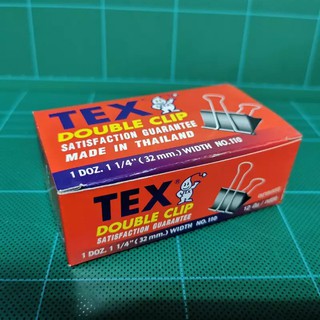 TEX
DOUBLE CLIP
SATISFACTION GUARANTEE
MADE IN THAILAND
1 DOZ. 1 1/4" (32 mm.) WIDTH NO.110
TEX
DOUBLE CLIP
SATISFACTION GUARANTEE
1 DOZ. 1 1/4" (32 mm.) WIDTH NO.110